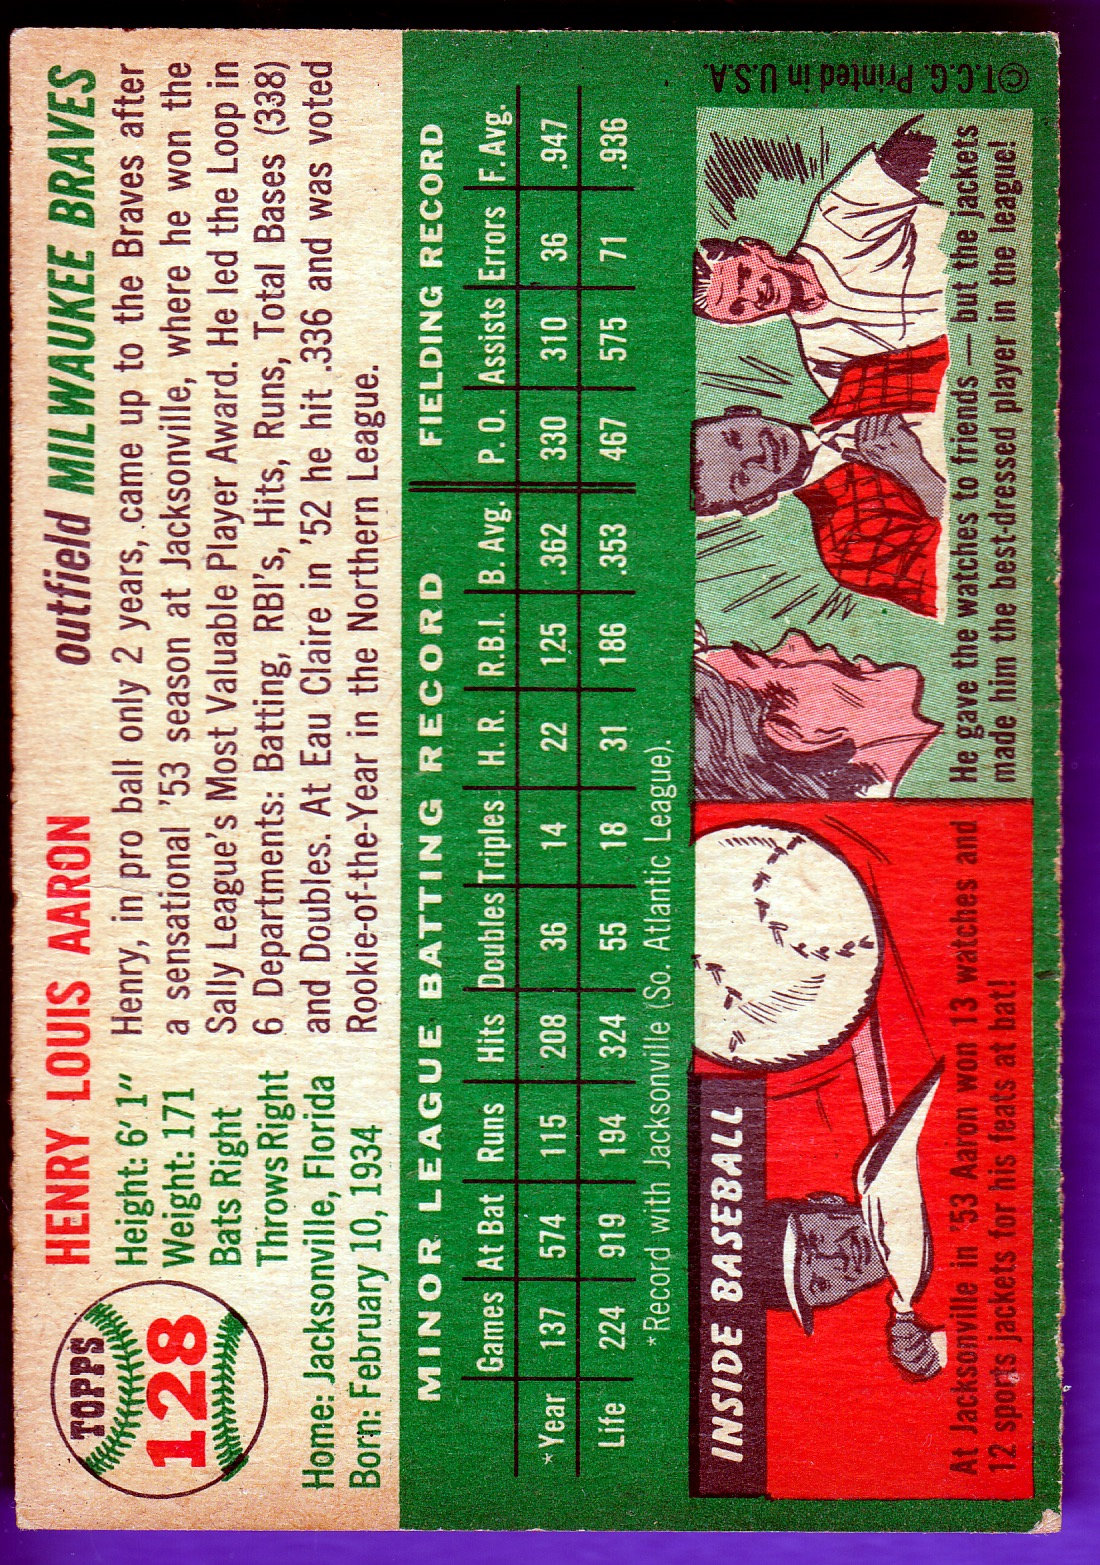 TOPPS
128
HENRY LOUIS AARON
outfield MILWAUKEE BRAVES
Height: 6' 1"
Weight: 171
Bats Right
Throws Right
Home: Jacksonville, Florida
Born: February 10, 1934
Henry, in pro ball only 2 years, came up to the Braves after
a sensational '53 season at Jacksonville, where he won the
Sally League's Most Valuable Player Award. He led the Loop in
6 Departments: Batting, RBI's, Hits, Runs, Total Bases (338)
and Doubles. At Eau Claire in '52 he hit .336 and was voted
Rookie-of-the-Year in the Northern League.
MINOR LEAGUE BATTING RECORD FIELDING RECORD
Games At Bat Runs Hits Doubles Triples H. R. R.B.I. B. Avg. P. O. Assists Errors F. Avg.
*Year 137 574 115 208 36 14 22 125 .362 330 310 36 .947
Life 224 919 194 324 55 18 31 186 .353 467 575 71 .936
*Record with Jacksonville (So. Atlantic League).
INSIDE BASEBALL
At Jacksonville in '53 Aaron won 13 watches and
12 sports jackets for his feats at bat!
He gave the watches to friends — but the jackets
made him the best-dressed player in the league!
©T.C.G. Printed in U.S.A.